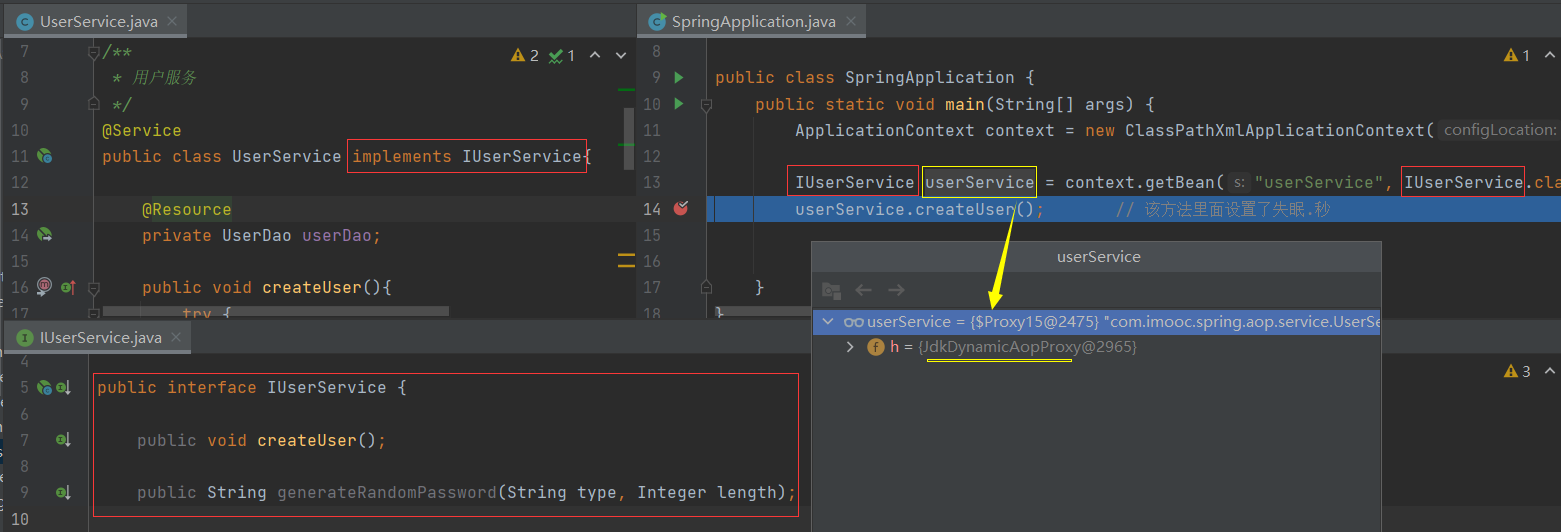 UserService.java
7 /**
8 * 用户服务
9 */
10 @Service
11 public class UserService implements IUserService{
12
13 @Resource
14 private UserDao userDao;
15
16 public void createUser(){
17 try {
2 1
IUserService.java
4
5 public interface IUserService {
6
7 public void createUser();
8
9 public String generateRandomPassword(String type, Integer length);
10
3
SpringApplication.java
8
9 public class SpringApplication {
10 public static void main(String[] args) {
11 ApplicationContext context = new ClassPathXmlApplicationContext( configLocation:
12
13 IUserService userService = context.getBean( s: "userService", IUserService.cla
14 userService.createUser(); // 该方法里面设置了失眠.秒
15
16
17 }
18 }
1
userService
userService = {$Proxy15@2475} "com.imooc.spring.aop.service.UserSe
f h = {JdkDynamicAopProxy@2965}